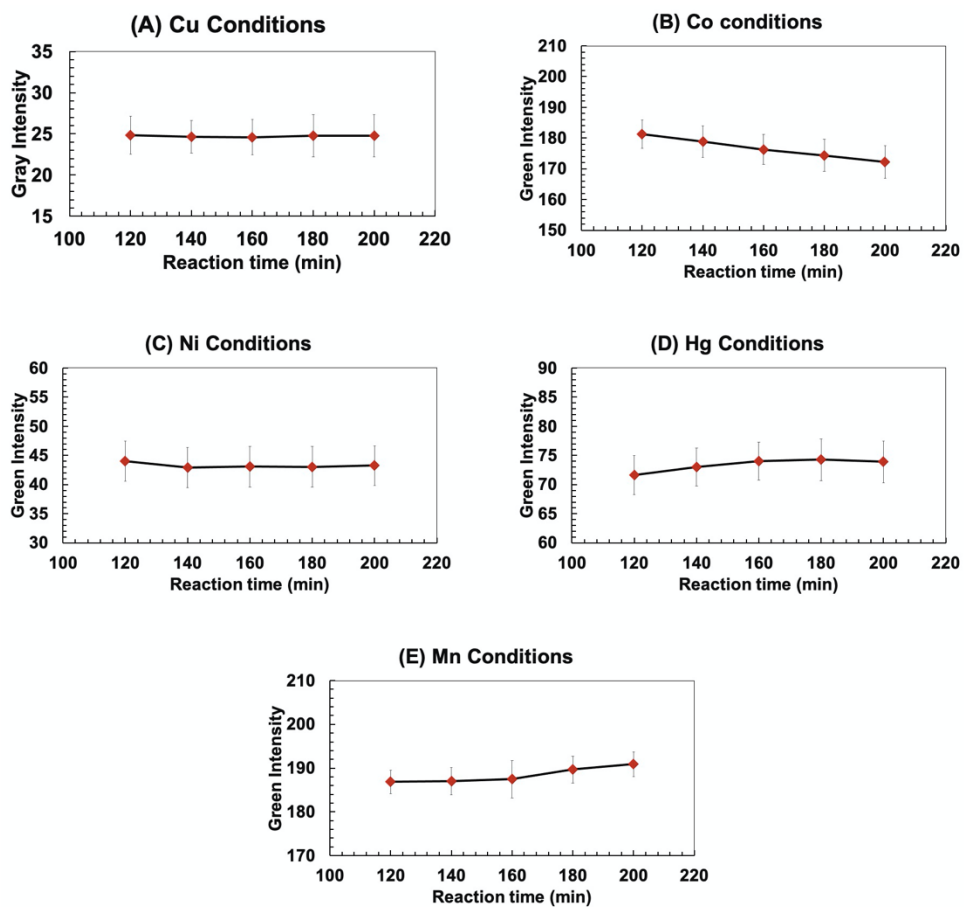 (A) Cu Conditions
Gray Intensity
35
30
25
20
15
100 120 140 160 180 200 220
Reaction time (min)
(B) Co conditions
Green Intensity
210
200
190
180
170
160
150
100 120 140 160 180 200 220
Reaction time (min)
(C) Ni Conditions
Green Intensity
60
55
50
45
40
35
30
100 120 140 160 180 200 220
Reaction time (min)
(D) Hg Conditions
Green Intensity
90
85
80
75
70
65
60
100 120 140 160 180 200 220
Reaction time (min)
(E) Mn Conditions
Green Intensity
210
200
190
180
170
100 120 140 160 180 200 220
Reaction time (min)